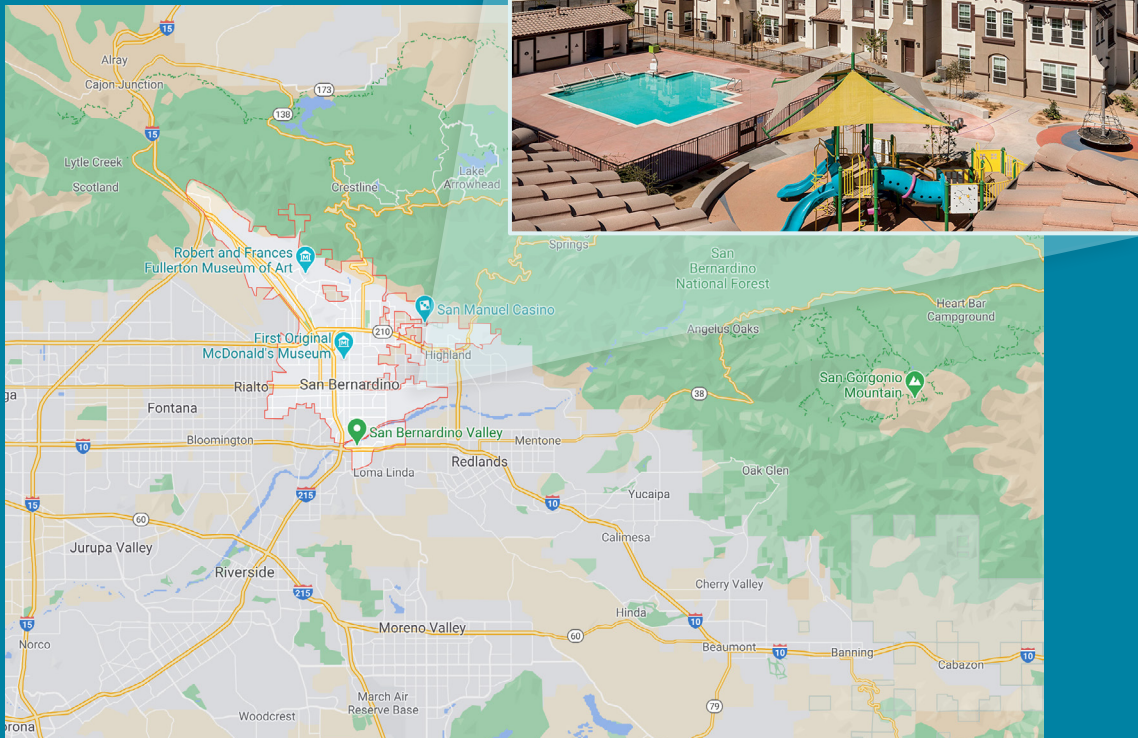 15
Alray
Cajon Junction
173
138
15
Lytle Creek
Scotland
Crestline
Lake
Arrowhead
Robert and Frances
Fullerton Museum of Art
Springs
San
Bernardino
National Forest
San Manuel Casino
Heart Bar
Campground
First Original
McDonald's Museum
210
Highland
Angelus Oaks
Rialto
San Bernardino
38
San Gorgonio
Mountain
ga
Fontana
10
Bloomington
San Bernardino Valley
Mentone
Loma Linda
Redlands
Oak Glen
15
215
10
Yucaipa
60
Jurupa Valley
Calimesa
Riverside
215
Cherry Valley
15
Moreno Valley
Hinda
10
60
Norco
Beaumont
10
Banning
Cabazon
10
March Air
Reserve Base
Woodcrest
79
orona